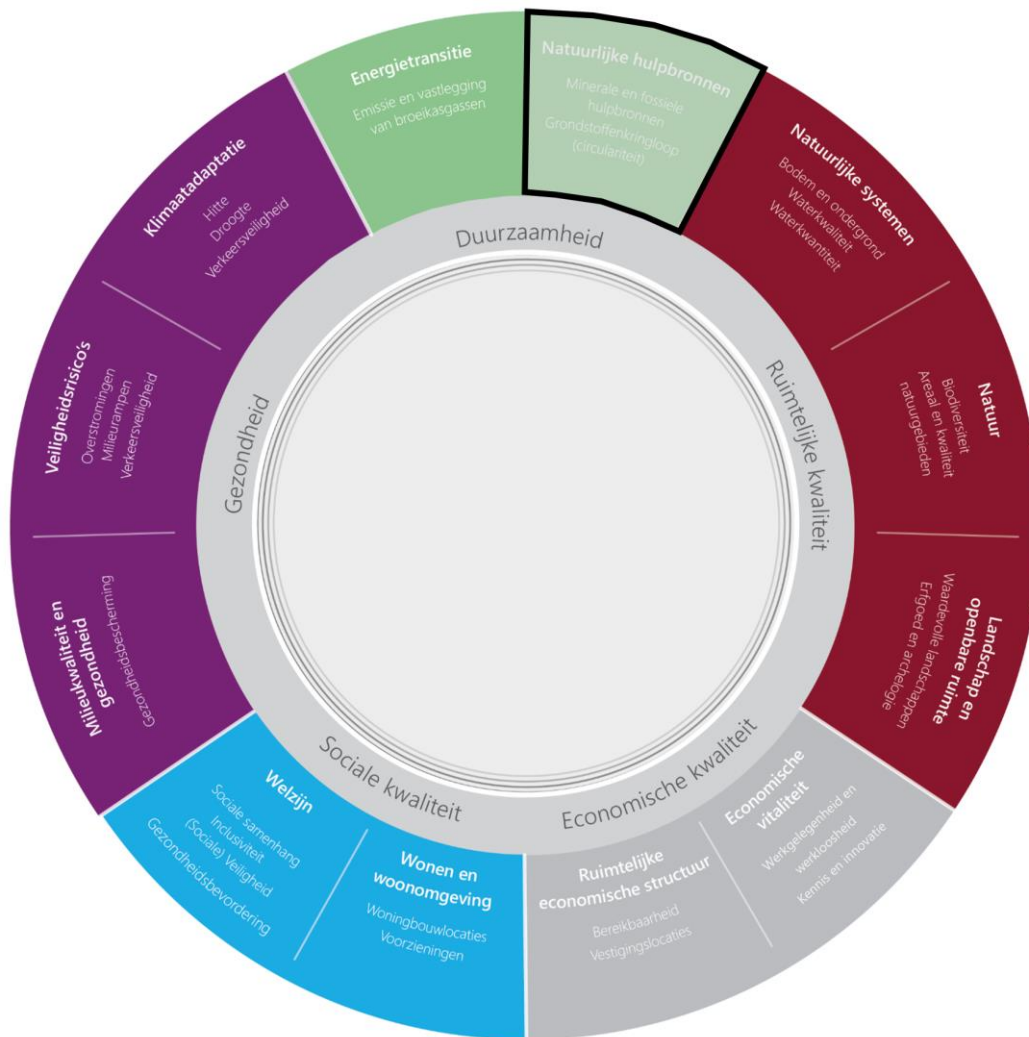 Energietransitie
Emissie en vastlegging
van broeikasgassen
Natuurlijke hulpbronnen
Minerale en fossiele
hulpbronnen
Grondstoffenkringloop
(circulariteit)
Natuurlijke systemen
Bodem en ondergrond
Waterkwaliteit
Waterkwantiteit
Natuur
Biodiversiteit
Areaal en kwaliteit
natuurgebieden
Landschap en
openbare ruimte
Waardevolle landschappen
Erfgoed en archelogie
Economische
vitaliteit
Werkgelegenheid en
werkloosheid
Kennis en innovatie
Ruimtelijke
economische structuur
Bereikbaarheid
Vestigingslocaties
Wonen en
woonomgeving
Woningbouwlocaties
Voorzieningen
Welzijn
Sociale samenhang
Inclusiviteit
(Sociale) Veiligheid
Gezondheidsbevordering
Milieukwaliteit en
gezondheid
Gezondheidsbescherming
Veiligheidsrisico's
Overstromingen
Milieurampen
Verkeersveiligheid
Klimaatadaptatie
Hitte
Droogte
Verkeersveiligheid
Duurzaamheid
Ruimtelijke kwaliteit
Economische kwaliteit
Sociale kwaliteit
Gezondheid